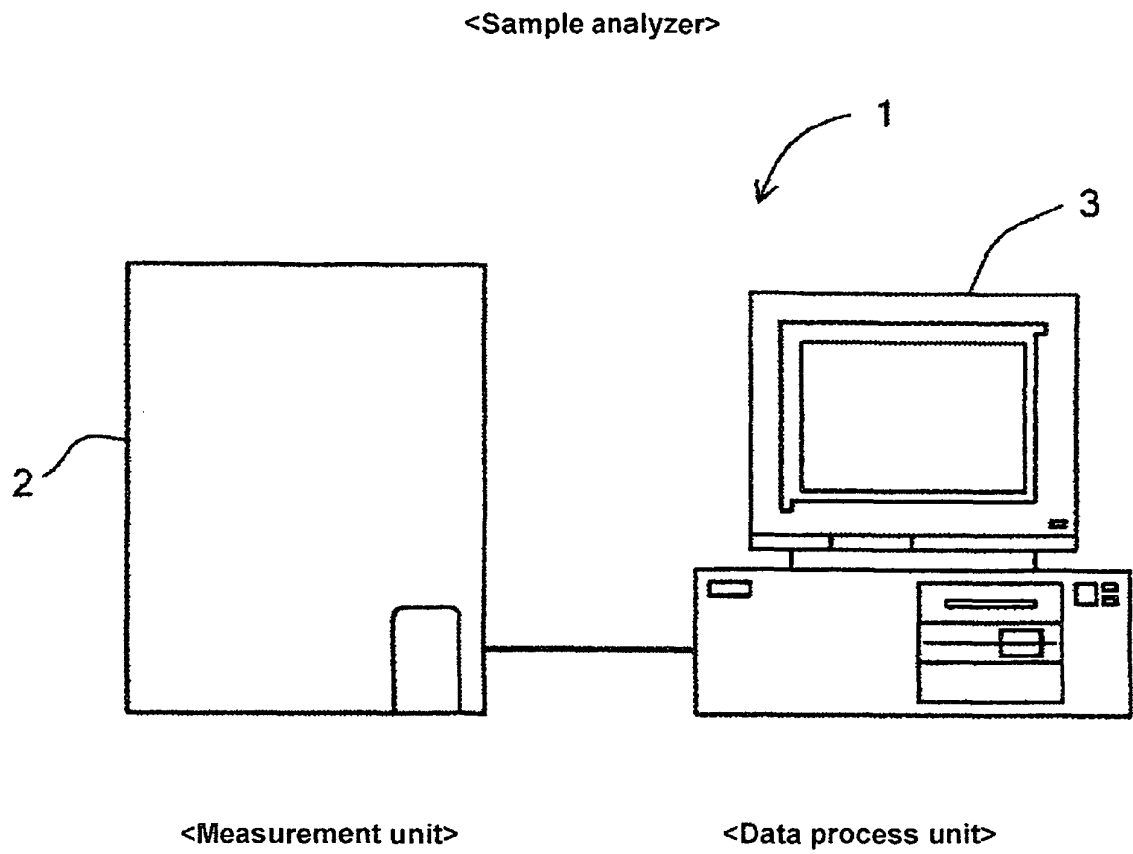 <Sample analyzer>
1
3
2
<Measurement unit>
<Data process unit>